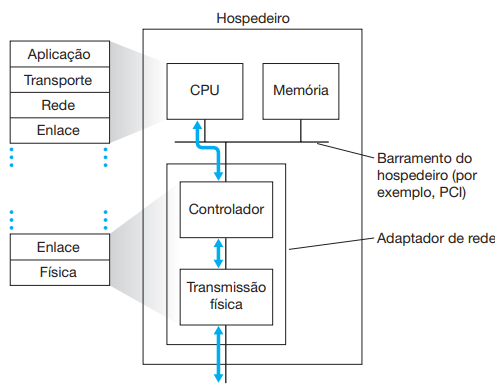 Hospedeiro
Aplicação
Transporte
Rede
Enlace
CPU
Memória
Barramento do
hospedeiro (por
exemplo, PCI)
Controlador
Adaptador de rede
Enlace
Física
Transmissão
física